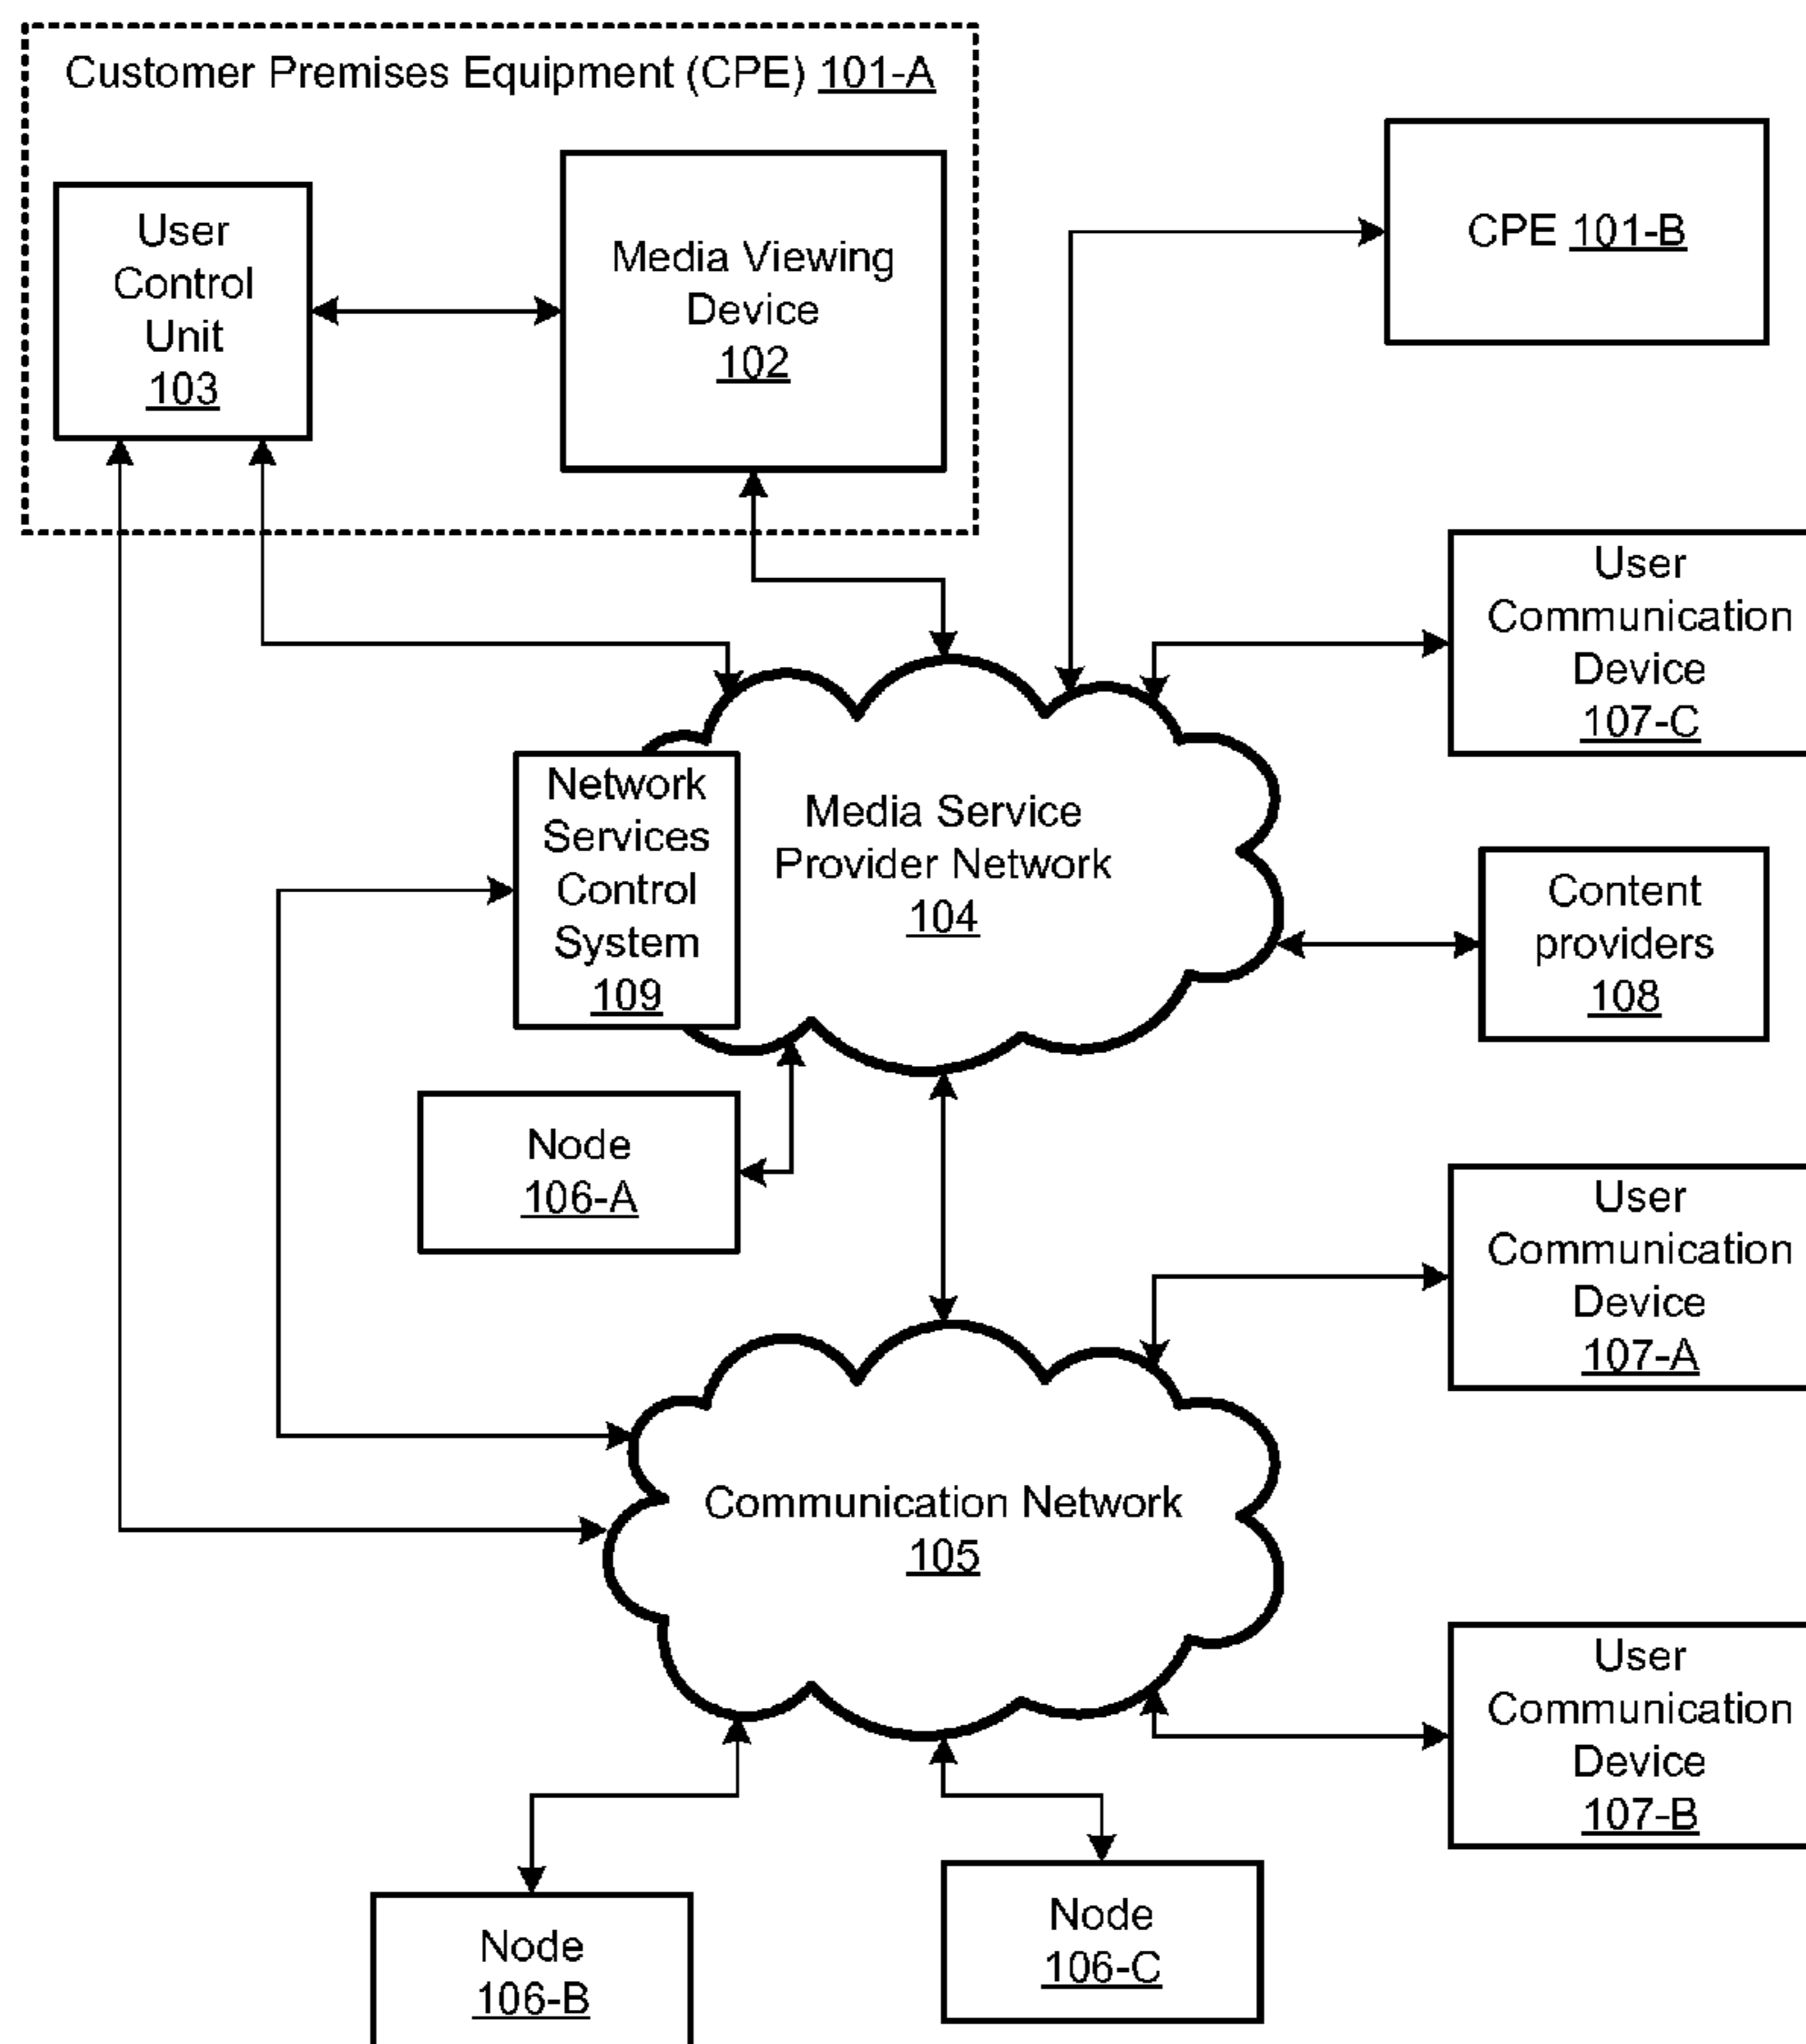 Customer Premises Equipment (CPE) 101-A
User
Control
Unit
103
Media Viewing
Device
102
CPE 101-B
User
Communication
Device
107-C
Network
Services
Control
System
109
Media Service
Provider Network
104
Content
providers
108
Node
106-A
User
Communication
Device
107-A
Communication Network
105
User
Communication
Device
107-B
Node
106-B
Node
106-C